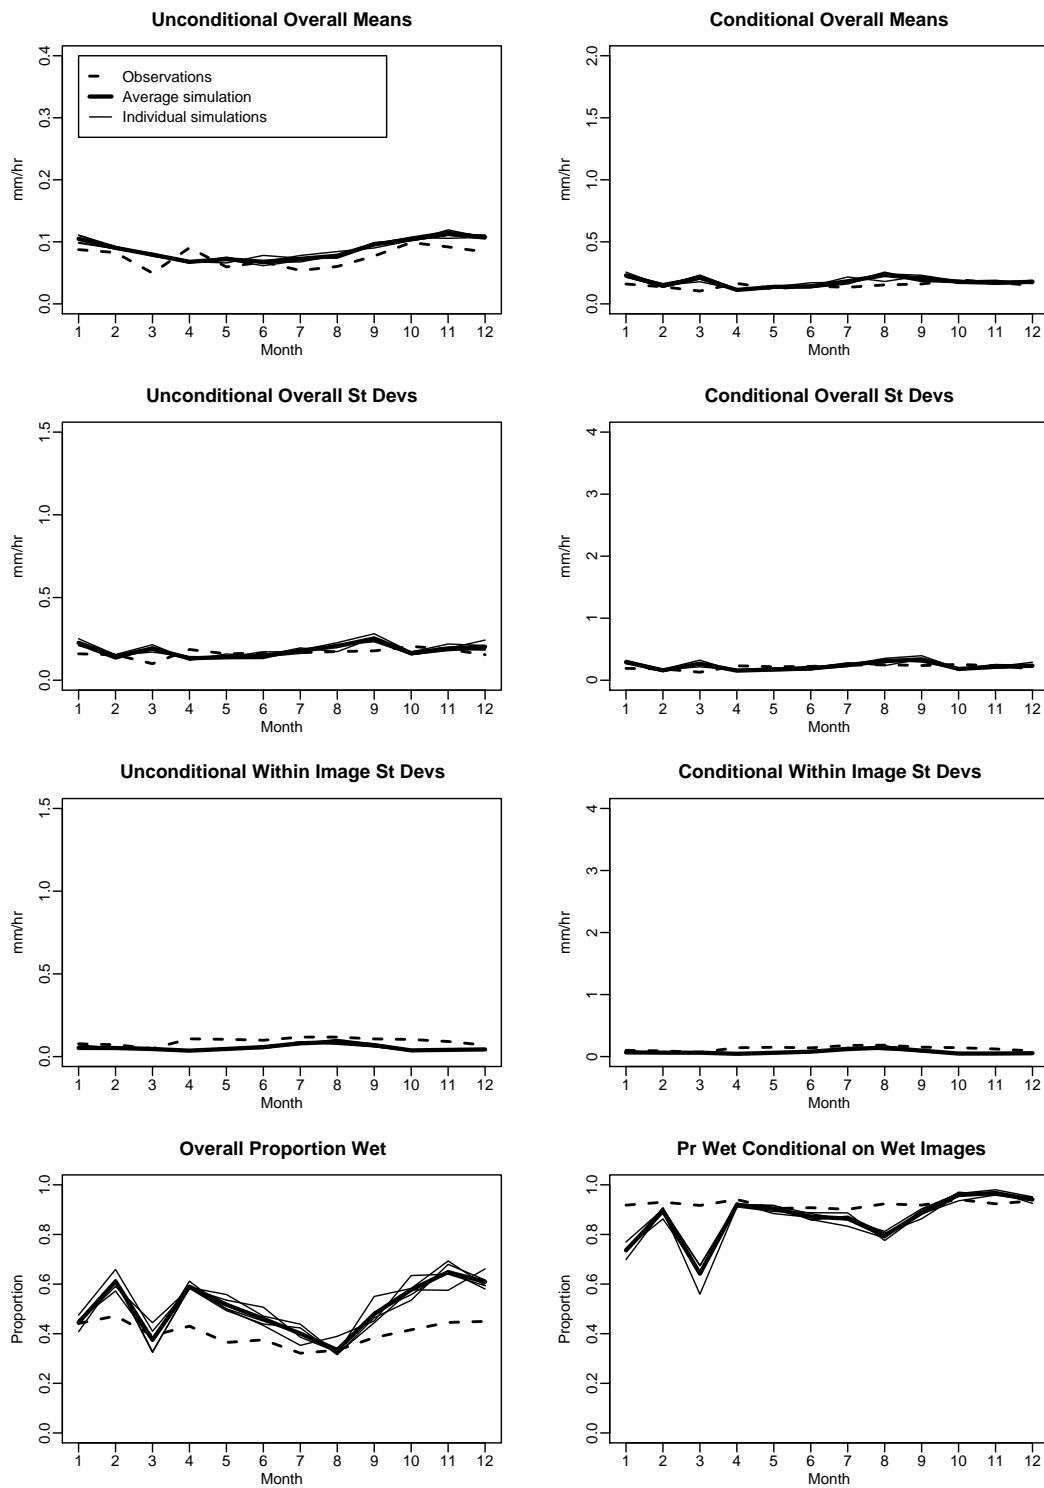 Unconditional Overall Means
0.4
0.3
0.2
0.1
0.0
mm/hr
Observations
Average simulation
Individual simulations
1 2 3 4 5 6 7 8 9 10 11 12
Month
Conditional Overall Means
2.0
1.5
1.0
0.5
0.0
mm/hr
1 2 3 4 5 6 7 8 9 10 11 12
Month
Unconditional Overall St Devs
1.5
1.0
0.5
0.0
mm/hr
1 2 3 4 5 6 7 8 9 10 11 12
Month
Conditional Overall St Devs
4
3
2
1
0
mm/hr
1 2 3 4 5 6 7 8 9 10 11 12
Month
Unconditional Within Image St Devs
1.5
1.0
0.5
0.0
mm/hr
1 2 3 4 5 6 7 8 9 10 11 12
Month
Conditional Within Image St Devs
4
3
2
1
0
mm/hr
1 2 3 4 5 6 7 8 9 10 11 12
Month
Overall Proportion Wet
1.0
0.8
0.6
0.4
0.2
0.0
Proportion
1 2 3 4 5 6 7 8 9 10 11 12
Month
Pr Wet Conditional on Wet Images
1.0
0.8
0.6
0.4
0.2
0.0
Proportion
1 2 3 4 5 6 7 8 9 10 11 12
Month